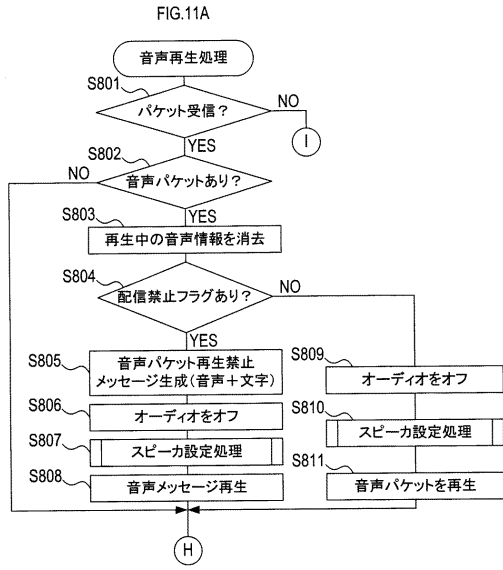 FIG.11A
音声再生処理
S801
パケット受信?
NO
I
YES
S802
音声パケットあり?
NO
YES
S803
再生中の音声情報を消去
S804
配信禁止フラグあり?
NO
YES
S805
音声パケット再生禁止
メッセージ生成(音声+文字)
S806
オーディオをオフ
S807
スピーカ設定処理
S808
音声メッセージ再生
S809
オーディオをオフ
S810
スピーカ設定処理
S811
音声パケットを再生
H